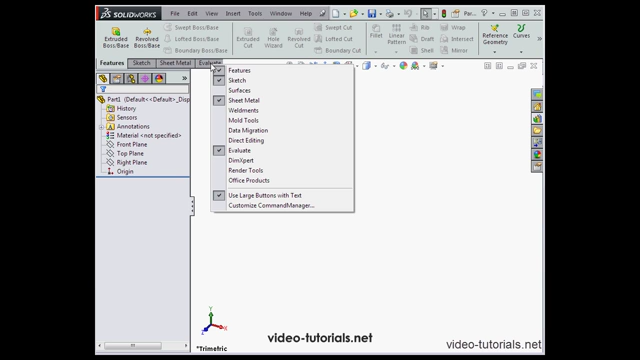 SOLIDWORKS File Edit View Insert Tools Window Help Par...
Extruded Boss/Base Revolved Boss/Base Swept Boss/Base Lofted Boss/Base Boundary Boss/Base Extruded Cut Hole Wizard Revolved Cut Swept Cut Lofted Cut Boundary Cut Fillet Linear Pattern Rib Draft Shell Wrap Intersect Mirror Reference Geometry Curves
Features Sketch Sheet Metal Evaluate
Part1 (Default<<Default>_Disp
History
Sensors
Annotations
Material <not specified>
Front Plane
Top Plane
Right Plane
Origin
Features
Sketch
Surfaces
Sheet Metal
Weldments
Mold Tools
Data Migration
Direct Editing
Evaluate
DimXpert
Render Tools
Office Products
Use Large Buttons with Text
Customize CommandManager...
*Trimetric
video-tutorials.net
video-tutorials.net